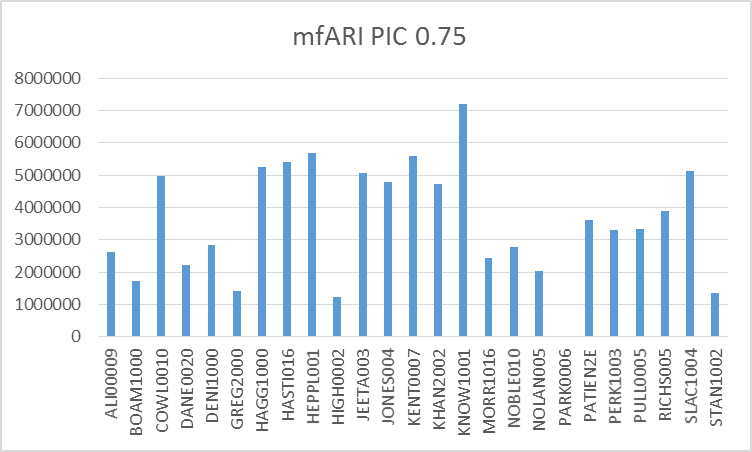 mfARI PIC 0.75
8000000
7000000
6000000
5000000
4000000
3000000
2000000
1000000
0
ALI00009
BOAM1000
COWL0010
DANE0020
DENI1000
GREG2000
HAGG1000
HASTI016
HEPPL001
HIGH0002
JEETA003
JONES004
KENT0007
KHAN2002
KNOW1001
MORR1016
NOBLE010
NOLAN005
PARK0006
PATIEN2E
PERK1003
PULL0005
RICHS005
SLAC1004
STAN1002